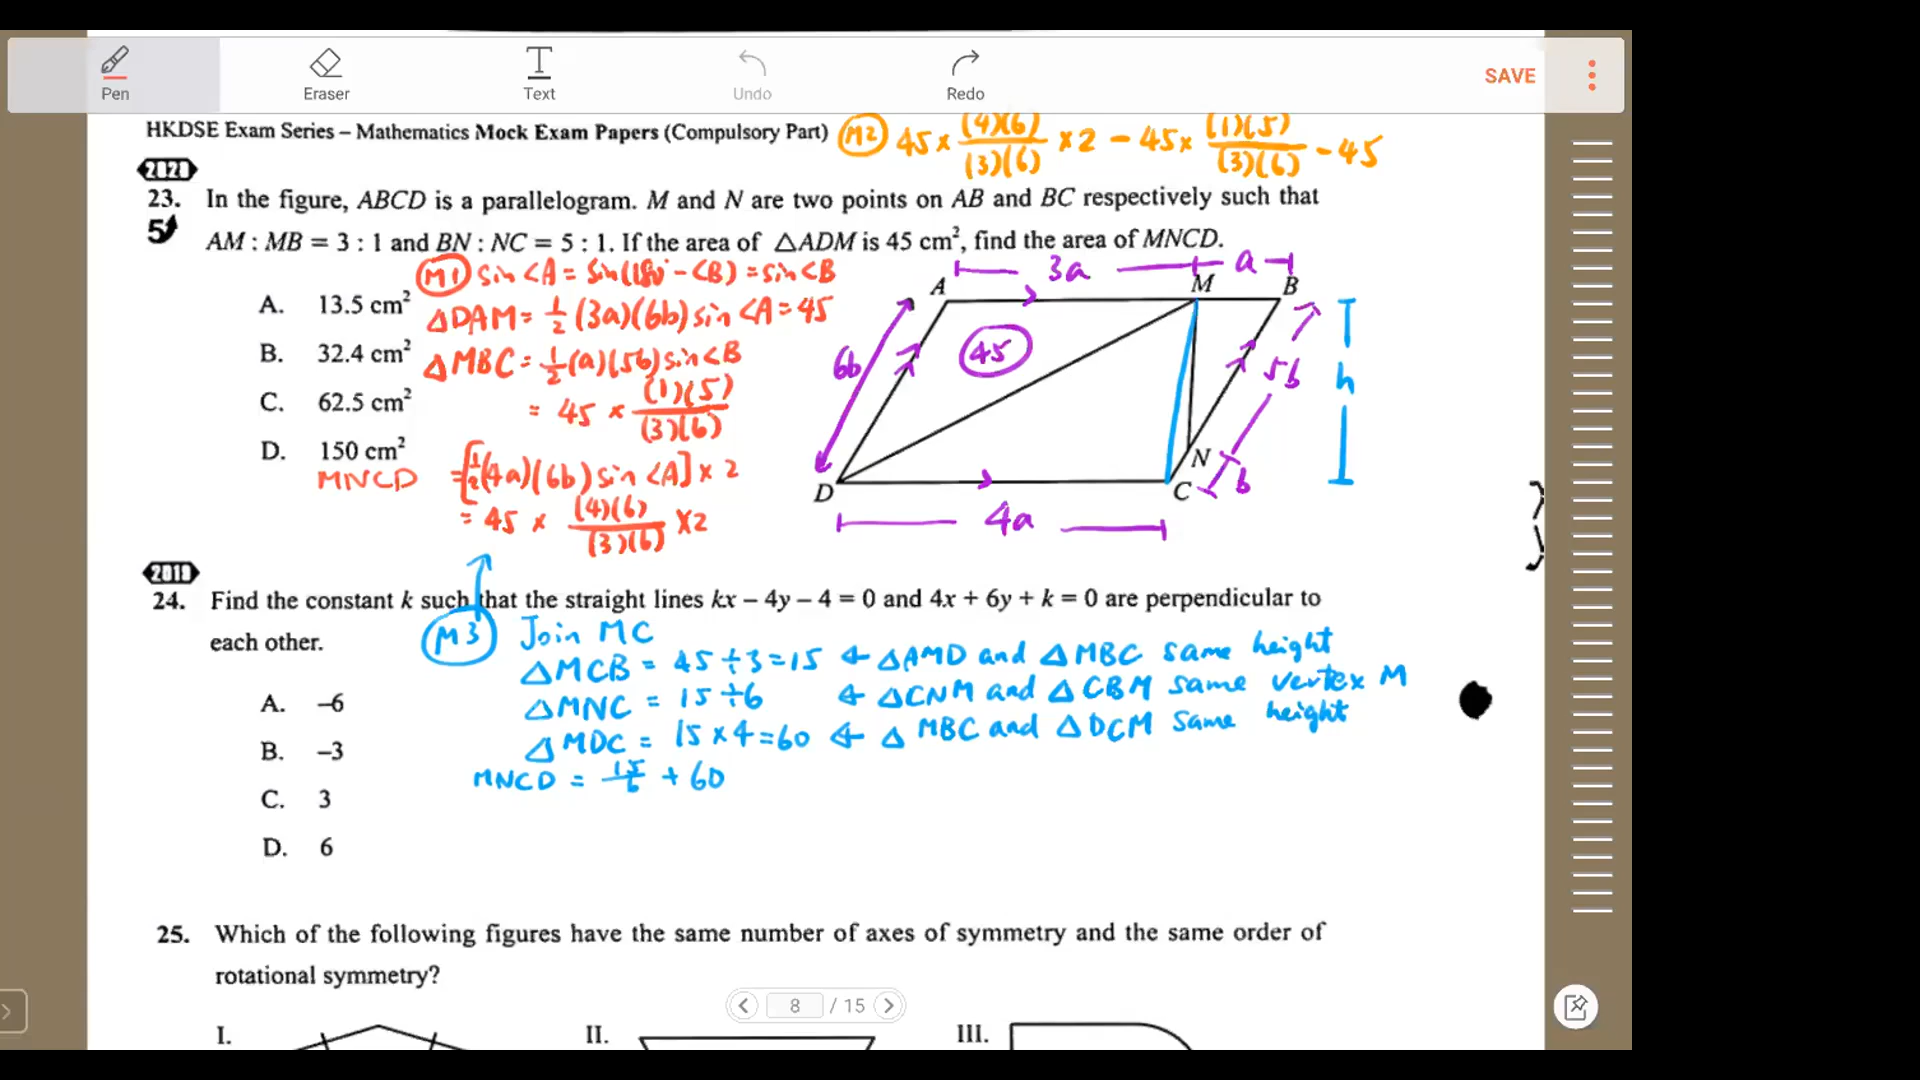 Pen
Eraser
Text
Undo
Redo
SAVE
HKDSE Exam Series – Mathematics Mock Exam Papers (Compulsory Part)
M2 45 × (4)(6)/(3)(6) × 2 − 45 × (1)(5)/(3)(6) − 45
2020
23. In the figure, ABCD is a parallelogram. M and N are two points on AB and BC respectively such that
5
AM : MB = 3 : 1 and BN : NC = 5 : 1. If the area of △ADM is 45 cm², find the area of MNCD.
M1 sin∠A = sin(180° − ∠B) = sin∠B
A. 13.5 cm²
△DAM = ½ (3a)(6b) sin∠A = 45
B. 32.4 cm²
△MBC = ½ (a)(5b) sin∠B
C. 62.5 cm²
= 45 × (1)(5)/(3)(6)
D. 150 cm²
MNCD = [½(4a)(6b) sin∠A] × 2
= 45 × (4)(6)/(3)(6) × 2
3a
a
A
M
B
6b
45
5b
h
N
D
C
b
4a
2019
24. Find the constant k such that the straight lines kx – 4y – 4 = 0 and 4x + 6y + k = 0 are perpendicular to
each other.
M3 Join MC
△MCB = 45 ÷ 3 = 15 ← △AMD and △MBC same height
△MNC = 15 ÷ 6 ← △CNM and △CBM same vertex M
△MDC = 15 × 4 = 60 ← △MBC and △DCM same height
MNCD = 15/6 + 60
A. –6
B. –3
C. 3
D. 6
25. Which of the following figures have the same number of axes of symmetry and the same order of
rotational symmetry?
8 / 15
I.
II.
III.